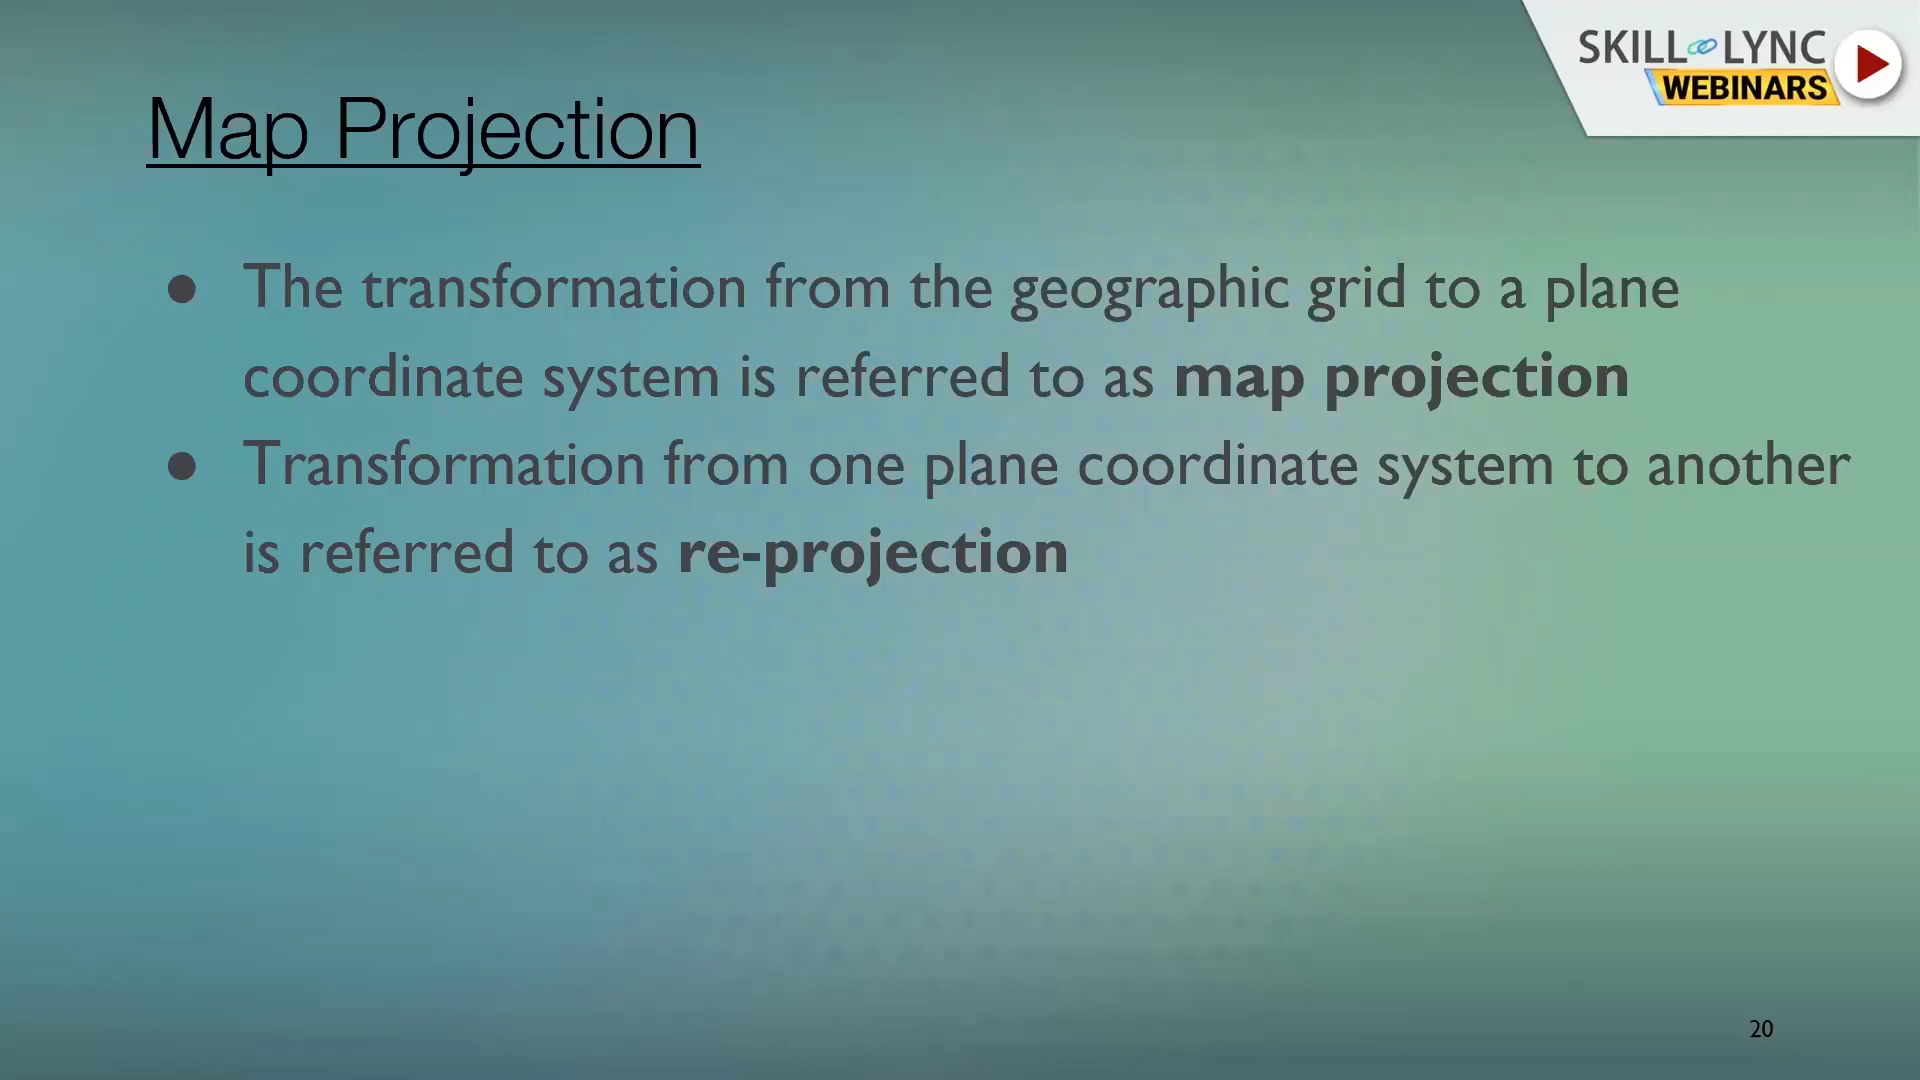 SKILL LYNC
WEBINARS
Map Projection
● The transformation from the geographic grid to a plane
coordinate system is referred to as map projection
● Transformation from one plane coordinate system to another
is referred to as re-projection
20